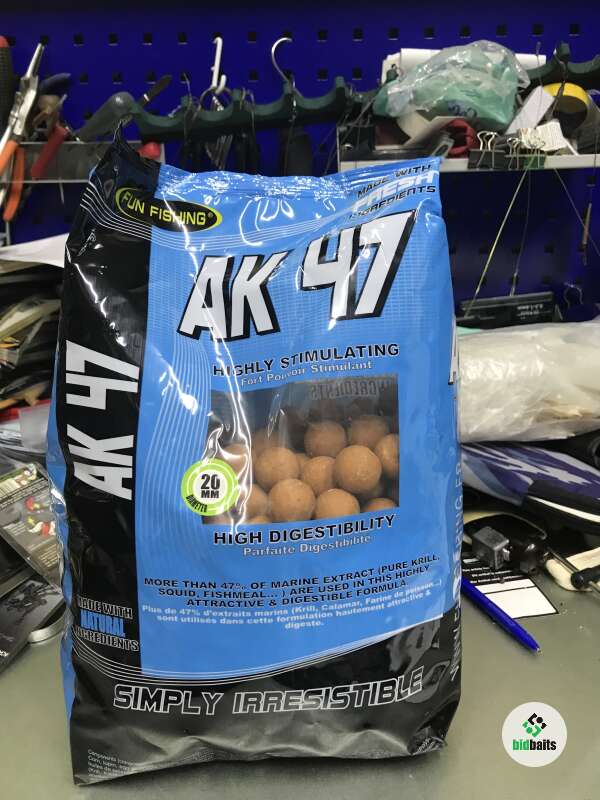 FUN FISHING®
MADE WITH
FRESH
INGREDIENTS
AK 47
AK 47
HIGHLY STIMULATING
Fort Pouvoir Stimulant
20
MM
DIAMETER
HIGH DIGESTIBILITY
Parfaite Digestibilite
MORE THAN 47% OF MARINE EXTRACT (PURE KRILL,
SQUID, FISHMEAL... ) ARE USED IN THIS HIGHLY
ATTRACTIVE & DIGESTIBLE FORMULA.
Plus de 47% d'extraits marins (Krill, Calamar, Farine de poisson...)
sont utilisés dans cette formulation hautement attractive &
digeste.
MADE WITH
NATURAL
INGREDIENTS
SIMPLY IRRESISTIBLE
bidbaits